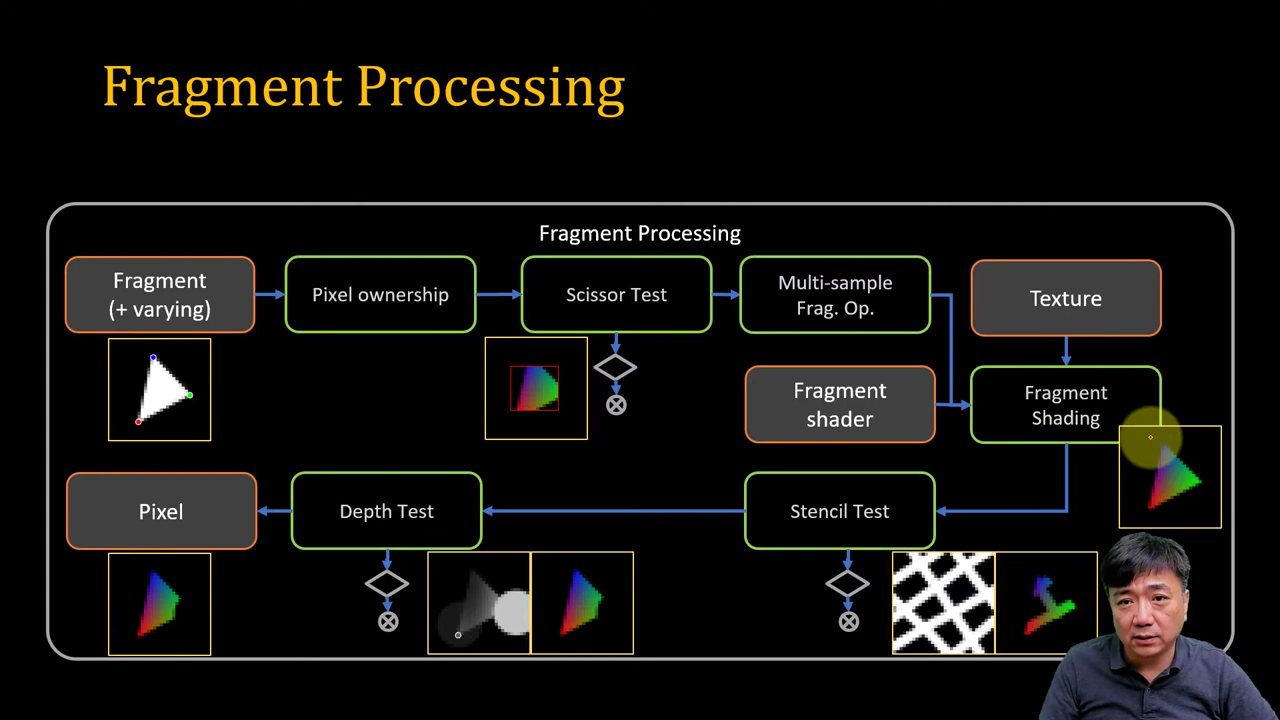 Fragment Processing
Fragment Processing
Fragment
(+ varying)
Pixel ownership
Scissor Test
Multi-sample
Frag. Op.
Texture
Fragment
shader
Fragment
Shading
Pixel
Depth Test
Stencil Test